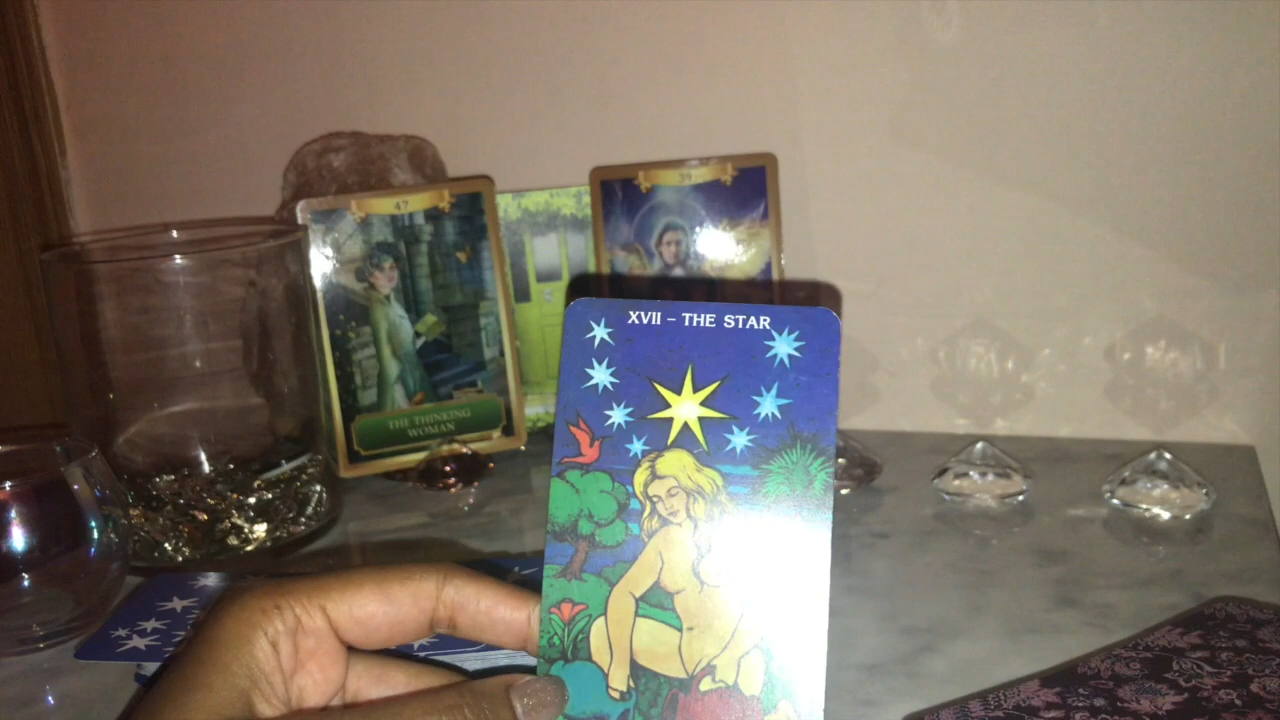 47
THE THINKING
WOMAN
39
XVII – THE STAR